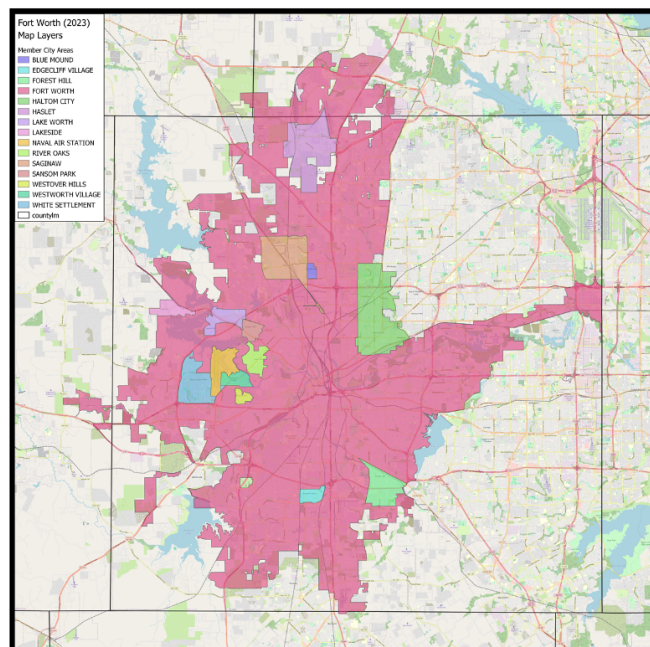 Fort Worth (2023)
Map Layers
Member City Areas
BLUE MOUND
EDGECLIFF VILLAGE
FOREST HILL
FORT WORTH
HALTOM CITY
HASLET
LAKE WORTH
LAKESIDE
NAVAL AIR STATION
RIVER OAKS
SAGINAW
SANSOM PARK
WESTOVER HILLS
WESTWORTH VILLAGE
WHITE SETTLEMENT
countylm